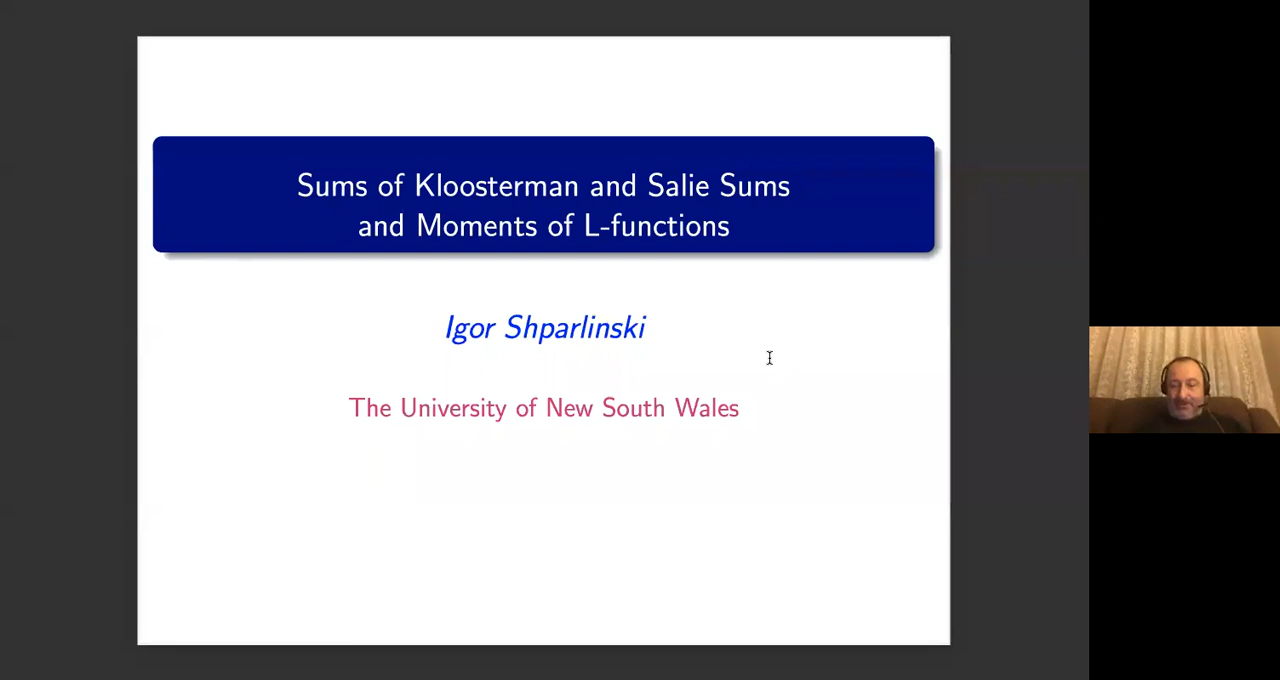 Sums of Kloosterman and Salie Sums
and Moments of L-functions
Igor Shparlinski
The University of New South Wales